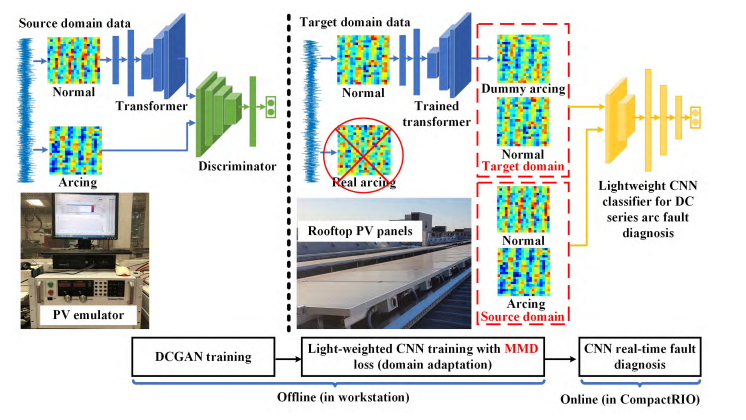 Source domain data
Normal
Transformer
Arcing
Discriminator
PV emulator
Target domain data
Normal
Trained
transformer
Real arcing
Rooftop PV panels
Dummy arcing
Normal
Target domain
Normal
Arcing
Source domain
Lightweight CNN
classifier for DC
series arc fault
diagnosis
DCGAN training
Light-weighted CNN training with MMD
loss (domain adaptation)
CNN real-time fault
diagnosis
Offline (in workstation)
Online (in CompactRIO)